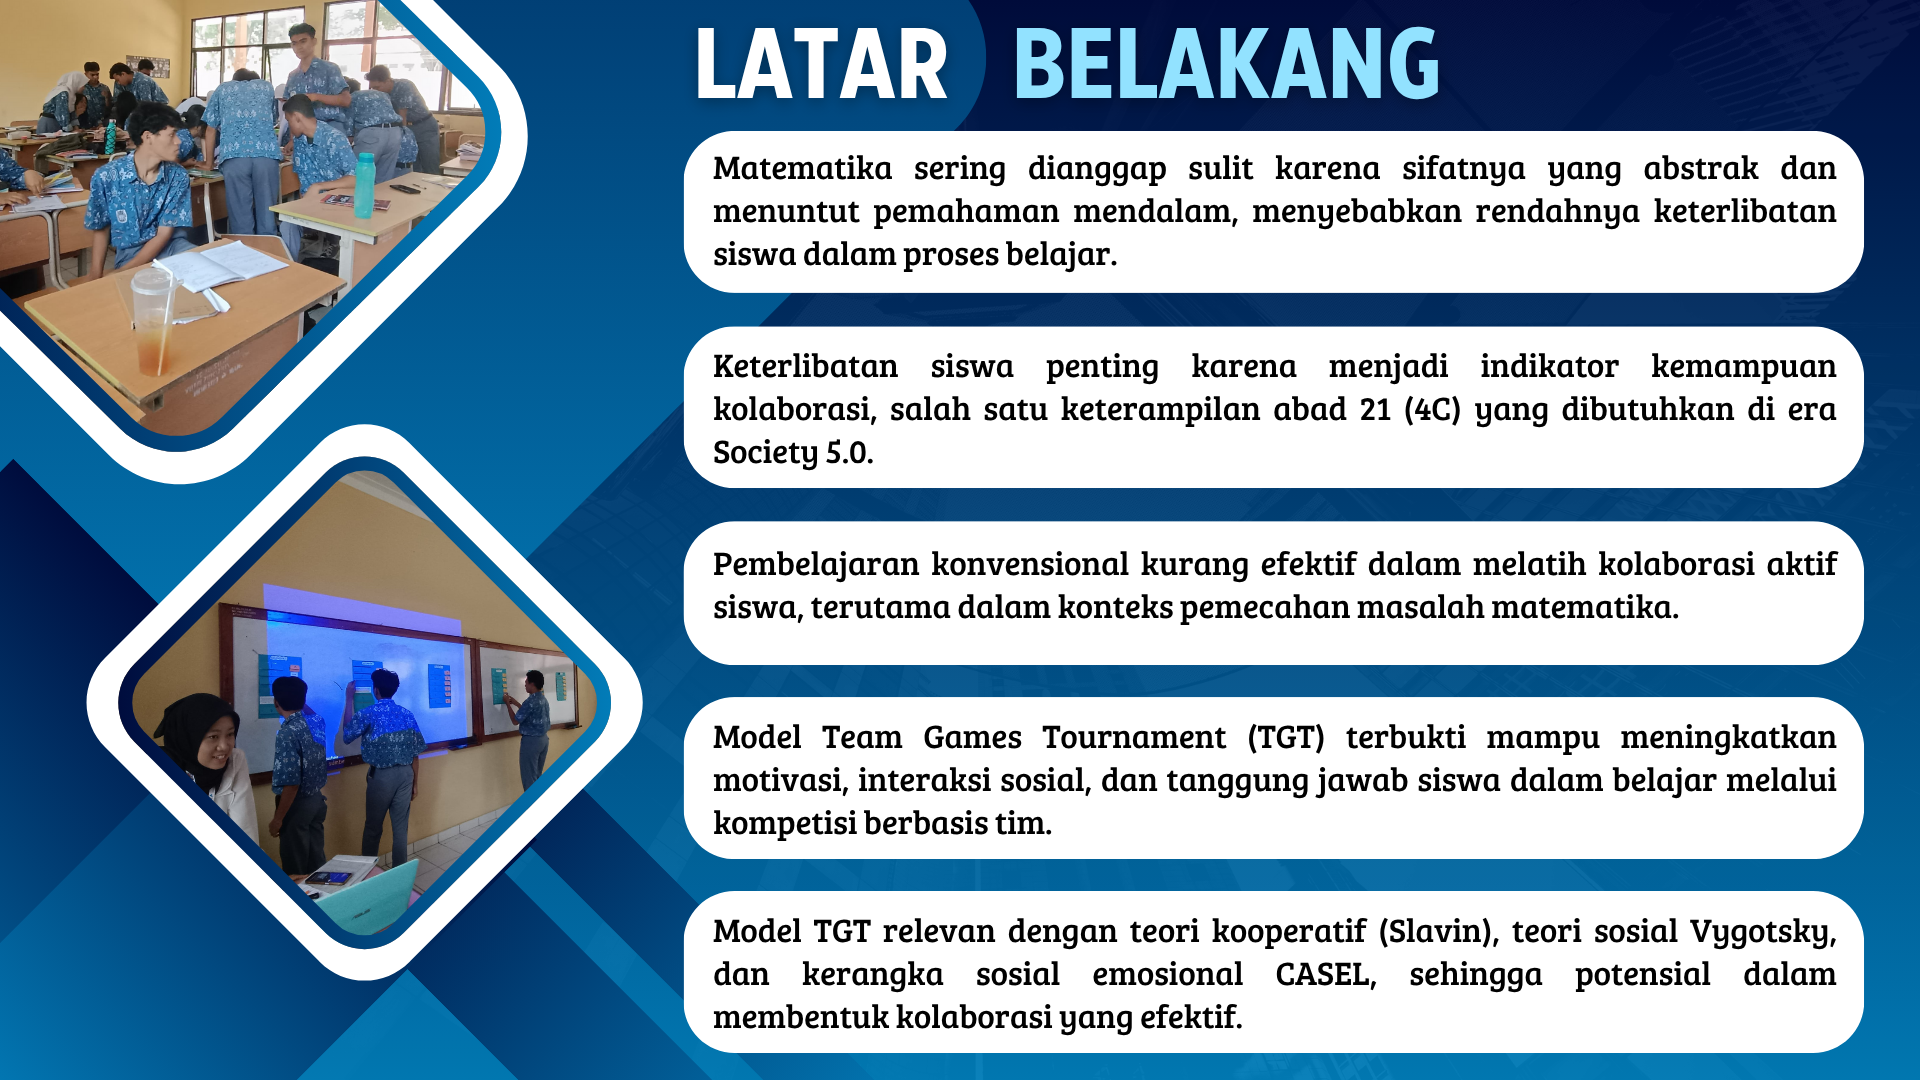 LATAR BELAKANG
Matematika sering dianggap sulit karena sifatnya yang abstrak dan
menuntut pemahaman mendalam, menyebabkan rendahnya keterlibatan
siswa dalam proses belajar.
Keterlibatan siswa penting karena menjadi indikator kemampuan
kolaborasi, salah satu keterampilan abad 21 (4C) yang dibutuhkan di era
Society 5.0.
Pembelajaran konvensional kurang efektif dalam melatih kolaborasi aktif
siswa, terutama dalam konteks pemecahan masalah matematika.
Model Team Games Tournament (TGT) terbukti mampu meningkatkan
motivasi, interaksi sosial, dan tanggung jawab siswa dalam belajar melalui
kompetisi berbasis tim.
Model TGT relevan dengan teori kooperatif (Slavin), teori sosial Vygotsky,
dan kerangka sosial emosional CASEL, sehingga potensial dalam
membentuk kolaborasi yang efektif.